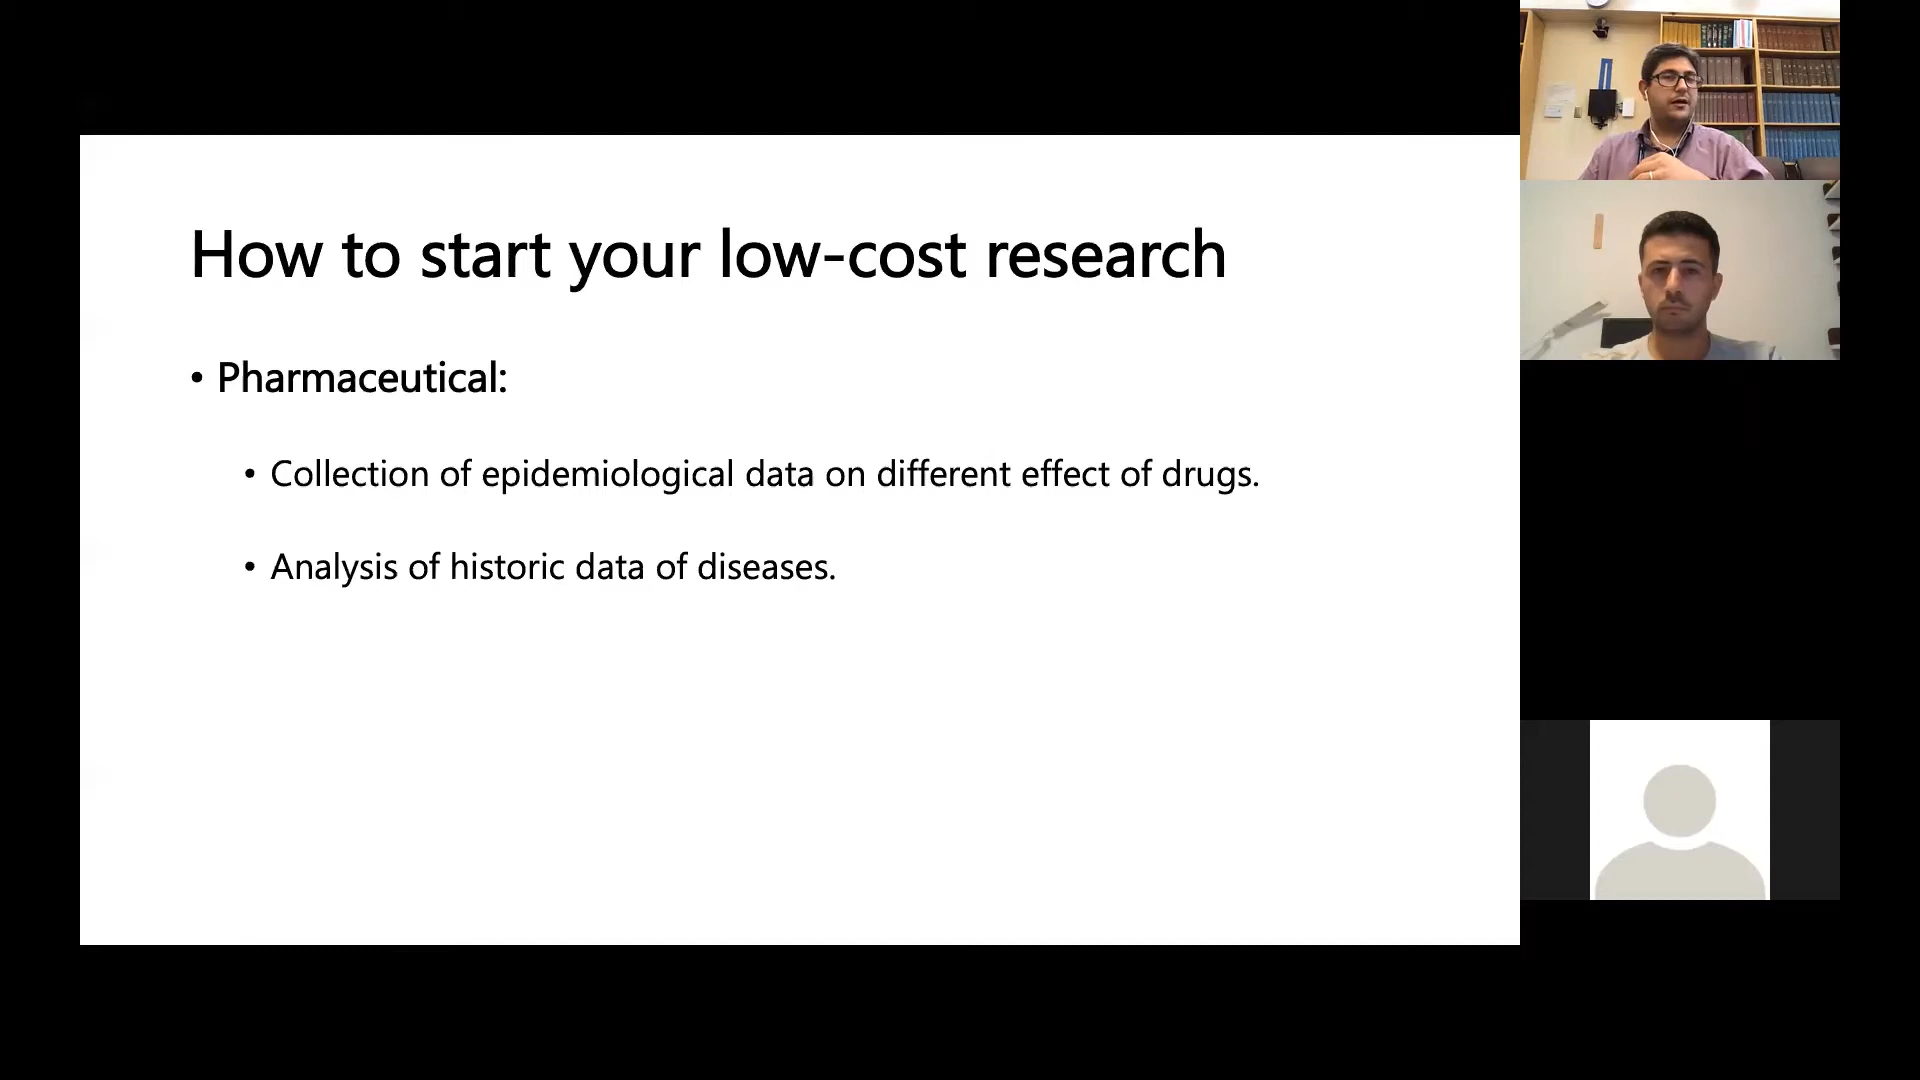 How to start your low-cost research
• Pharmaceutical:
• Collection of epidemiological data on different effect of drugs.
• Analysis of historic data of diseases.